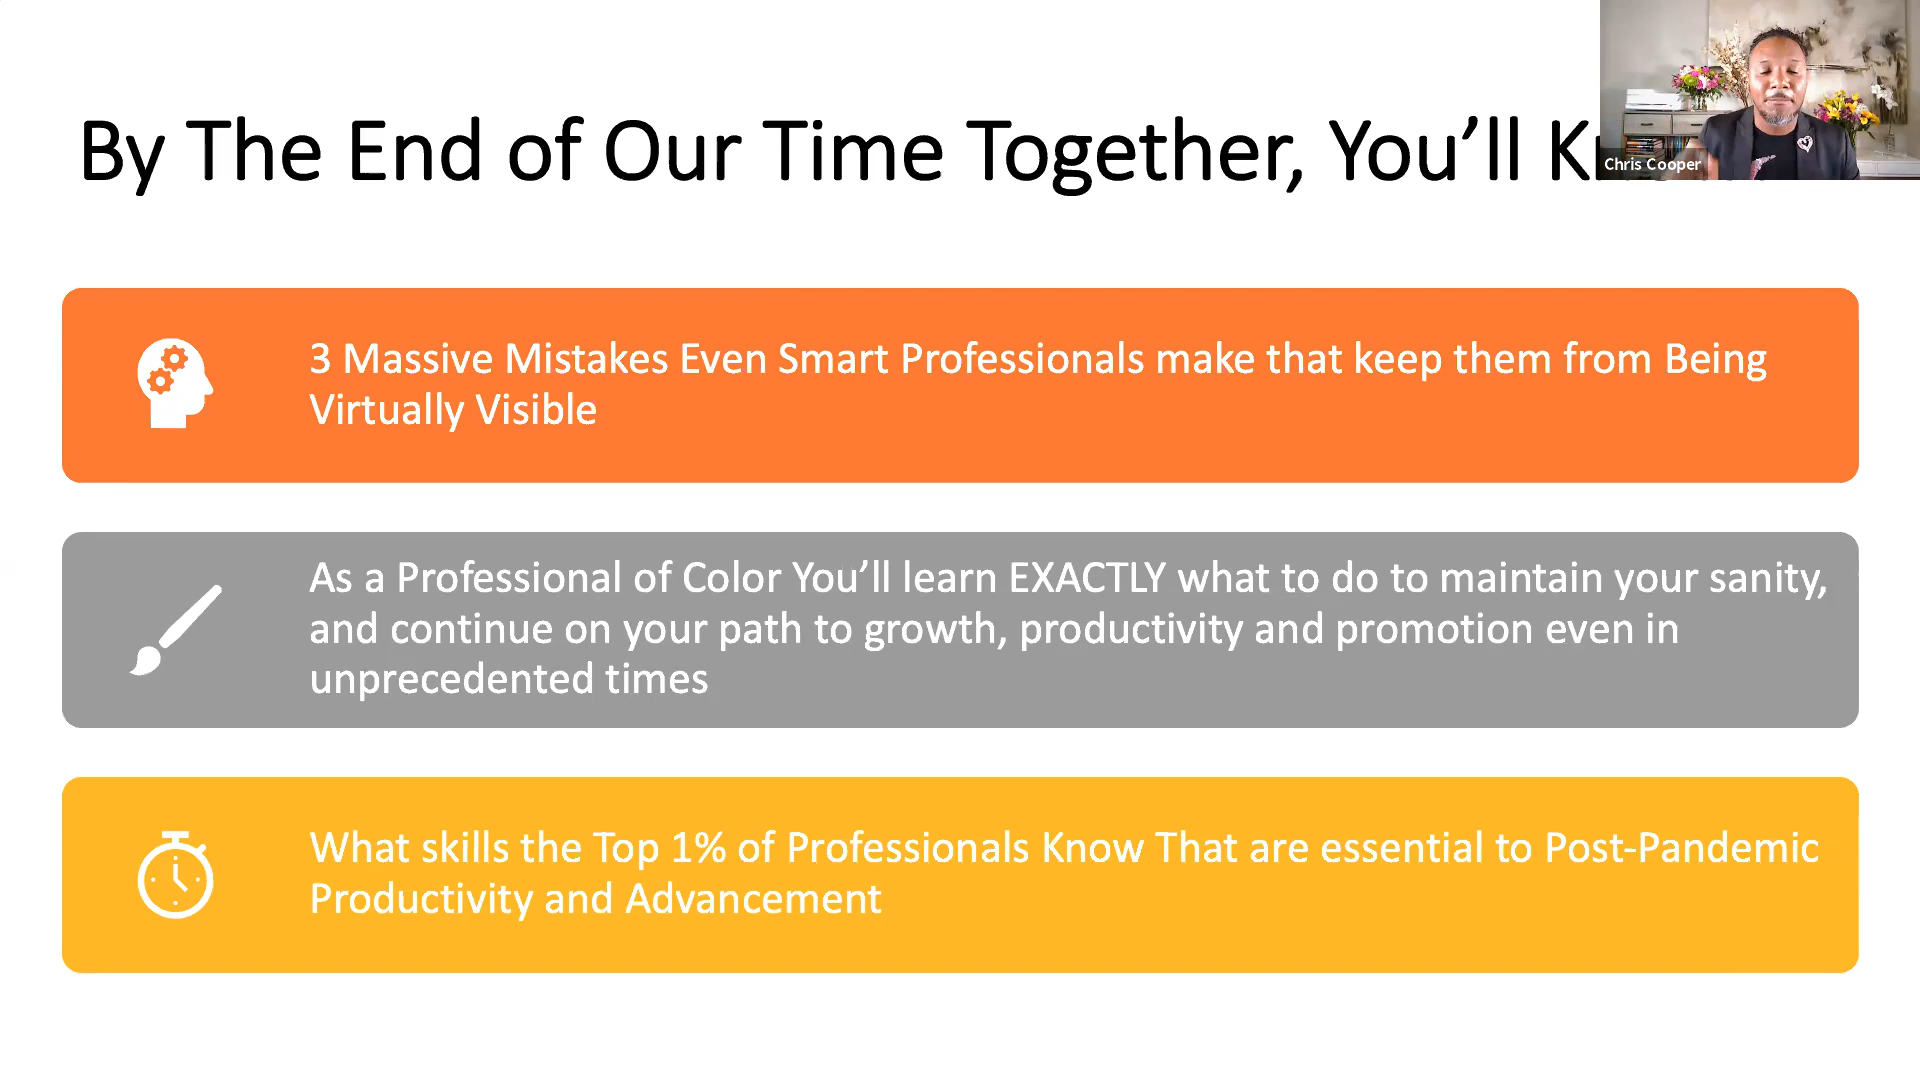 By The End of Our Time Together, You’ll
Chris Cooper
3 Massive Mistakes Even Smart Professionals make that keep them from Being
Virtually Visible
As a Professional of Color You’ll learn EXACTLY what to do to maintain your sanity,
and continue on your path to growth, productivity and promotion even in
unprecedented times
What skills the Top 1% of Professionals Know That are essential to Post-Pandemic
Productivity and Advancement